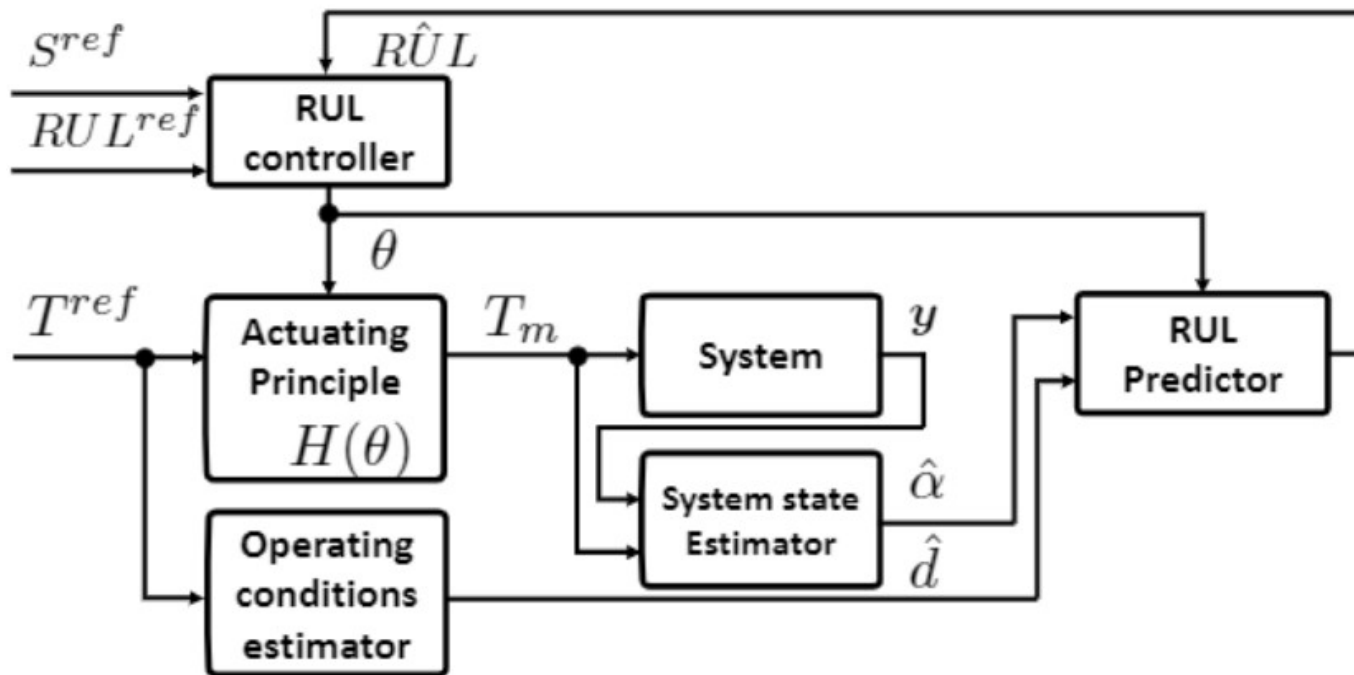 S^{ref}
RÛL
RUL
controller
RUL^{ref}
θ
T^{ref}
Actuating
Principle
H(θ)
T_m
System
y
RUL
Predictor
System state
Estimator
α̂
d̂
Operating
conditions
estimator